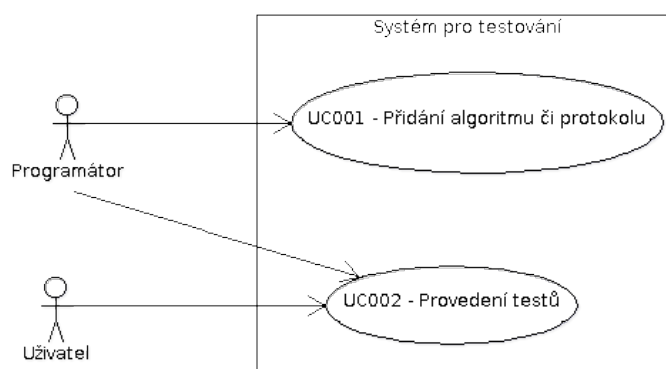 Systém pro testování
UC001 - Přidání algoritmu či protokolu
Programátor
UC002 - Provedení testů
Uživatel